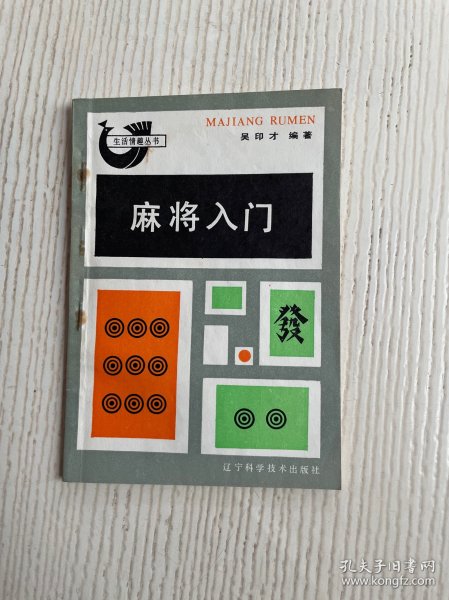 MAJIANG RUMEN
吴印才 编著
生活情趣丛书
麻将入门
發
辽宁科学技术出版社
孔夫子旧书网
www.kongfz.com